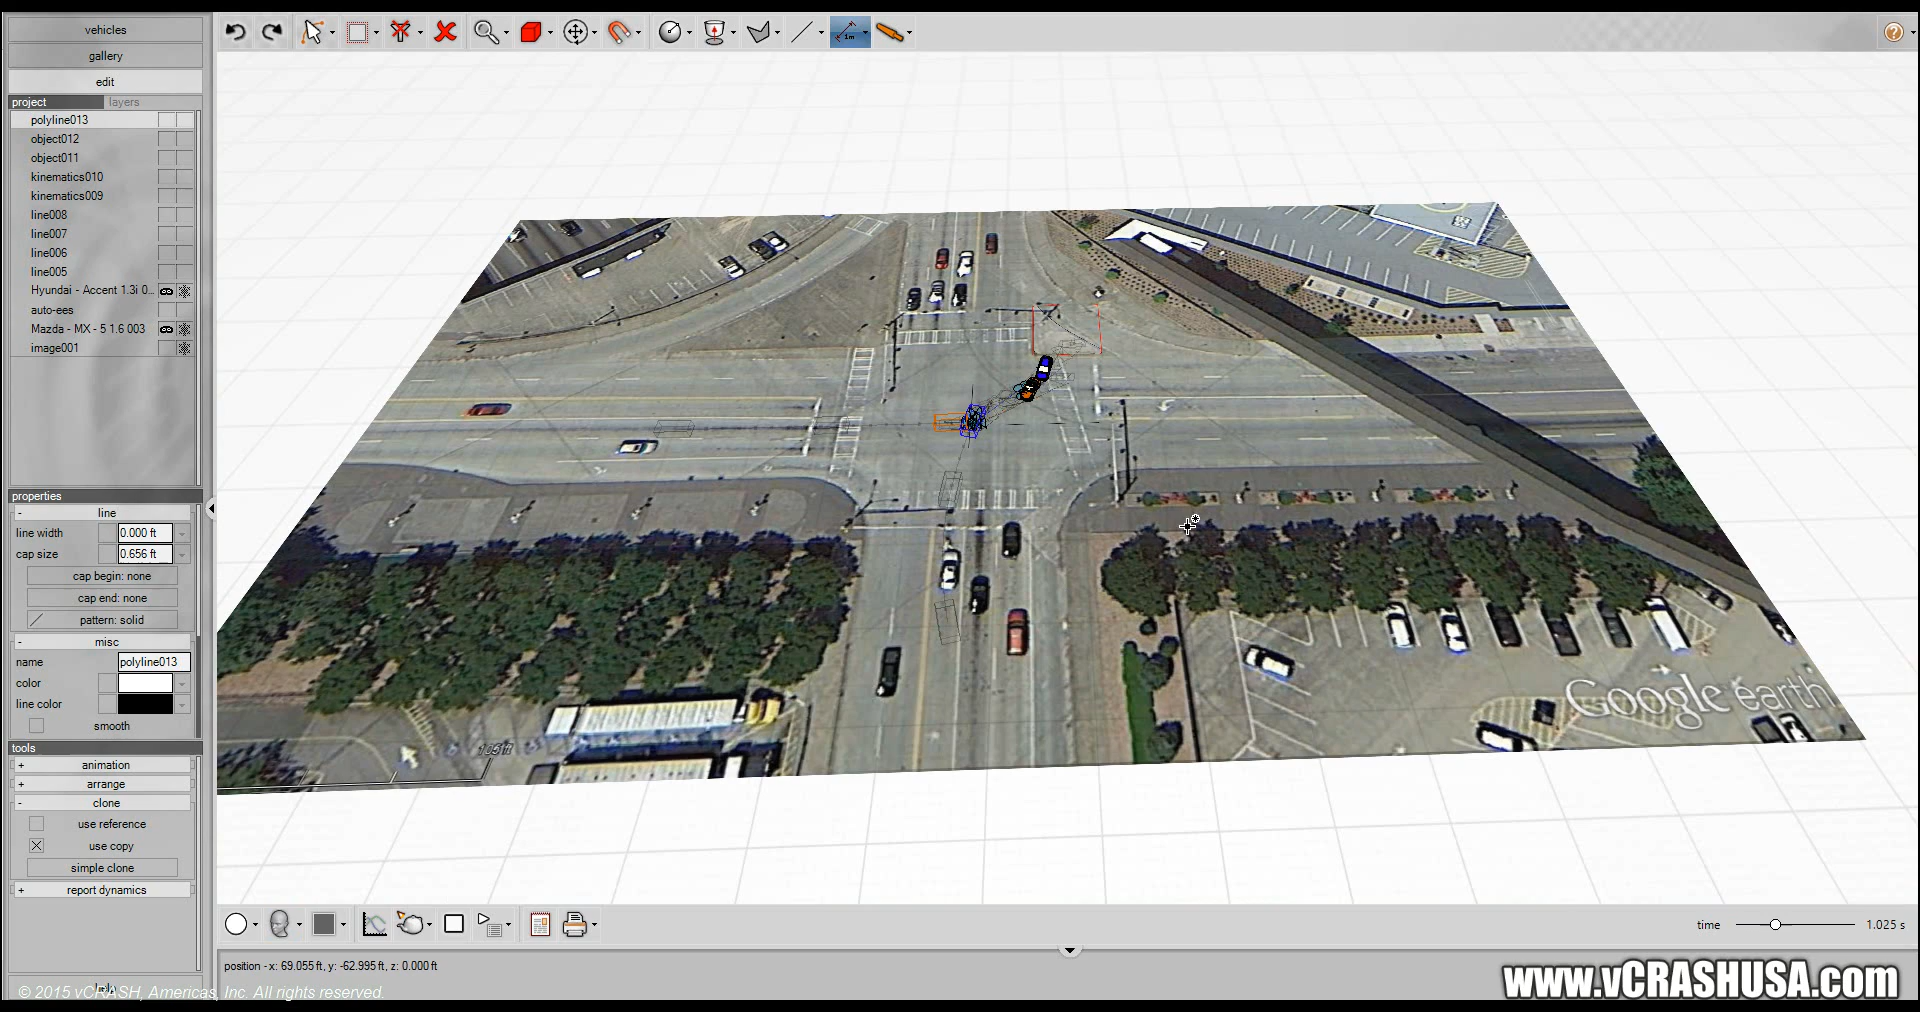 vehicles
gallery
edit
project layers
polyline013
object012
object011
kinematics010
kinematics009
line008
line007
line006
line005
Hyundai - Accent 1.3i 0...
auto-ees
Mazda - MX - 5 1.6 003
image001
properties
- line
line width 0.000 ft
cap size 0.656 ft
cap begin: none
cap end: none
pattern: solid
- misc
name polyline013
color
line color
smooth
tools
+ animation
+ arrange
- clone
use reference
use copy
simple clone
+ report dynamics
help
1m
?
105 ft
Google earth
time 1.025 s
position - x: 69.055 ft, y: -62.995 ft, z: 0.000 ft
© 2015 vCRASH, Americas, Inc. All rights reserved.
www.vCRASHUSA.com